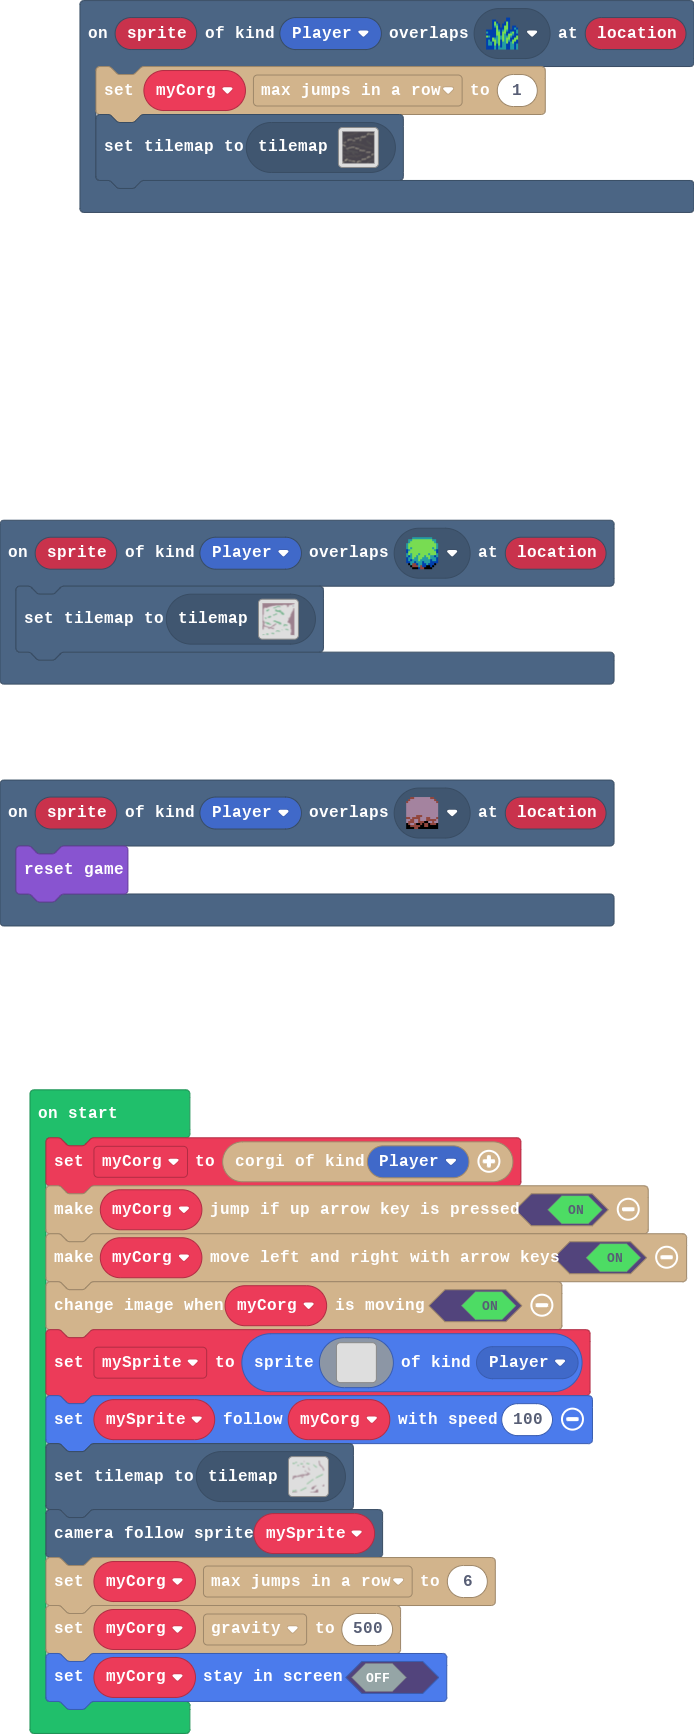 on sprite of kind Player overlaps at location
set myCorg max jumps in a row to 1
set tilemap to tilemap
on sprite of kind Player overlaps at location
set tilemap to tilemap
on sprite of kind Player overlaps at location
reset game
on start
set myCorg to corgi of kind Player
make myCorg jump if up arrow key is pressed ON
make myCorg move left and right with arrow keys ON
change image when myCorg is moving ON
set mySprite to sprite of kind Player
set mySprite follow myCorg with speed 100
set tilemap to tilemap
camera follow sprite mySprite
set myCorg max jumps in a row to 6
set myCorg gravity to 500
set myCorg stay in screen OFF